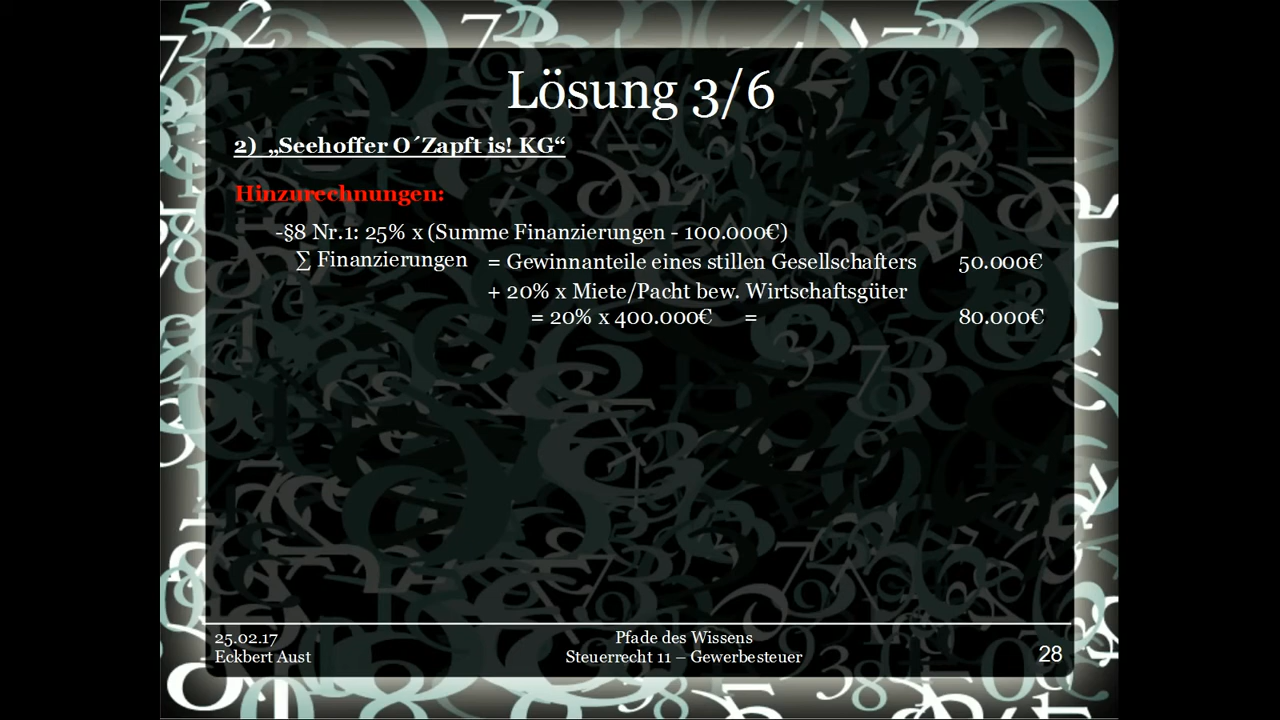 Lösung 3/6
2) „Seehoffer O´Zapft is! KG“
Hinzurechnungen:
-§8 Nr.1: 25% x (Summe Finanzierungen - 100.000€)
∑ Finanzierungen = Gewinnanteile eines stillen Gesellschafters 50.000€
+ 20% x Miete/Pacht bew. Wirtschaftsgüter
= 20% x 400.000€ = 80.000€
25.02.17 Pfade des Wissens
Eckbert Aust Steuerrecht 11 – Gewerbesteuer 28